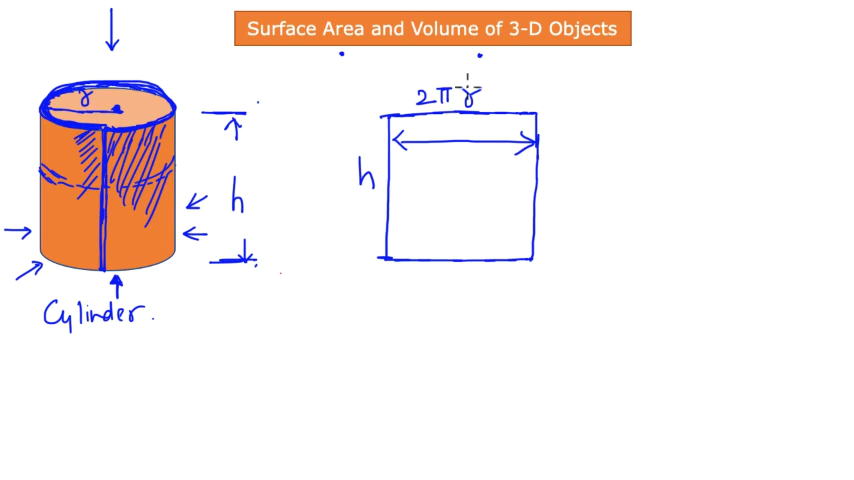 Surface Area and Volume of 3-D Objects
r
2πr
h
h
Cylinder.